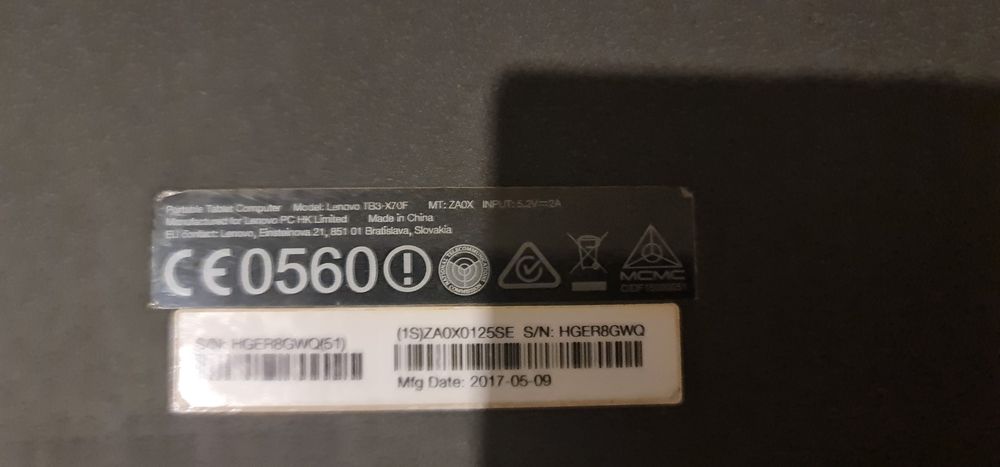 Portable Tablet Computer Model: Lenovo TB3-X70F MT: ZA0X INPUT: 5.2V⎓2A
Manufactured for Lenovo PC HK Limited Made in China
EU contact: Lenovo, Einsteinova 21, 851 01 Bratislava, Slovakia
CE0560
MCMC
S/N: HGER8GWQ(51)
(1S)ZA0X0125SE S/N: HGER8GWQ
Mfg Date: 2017-05-09